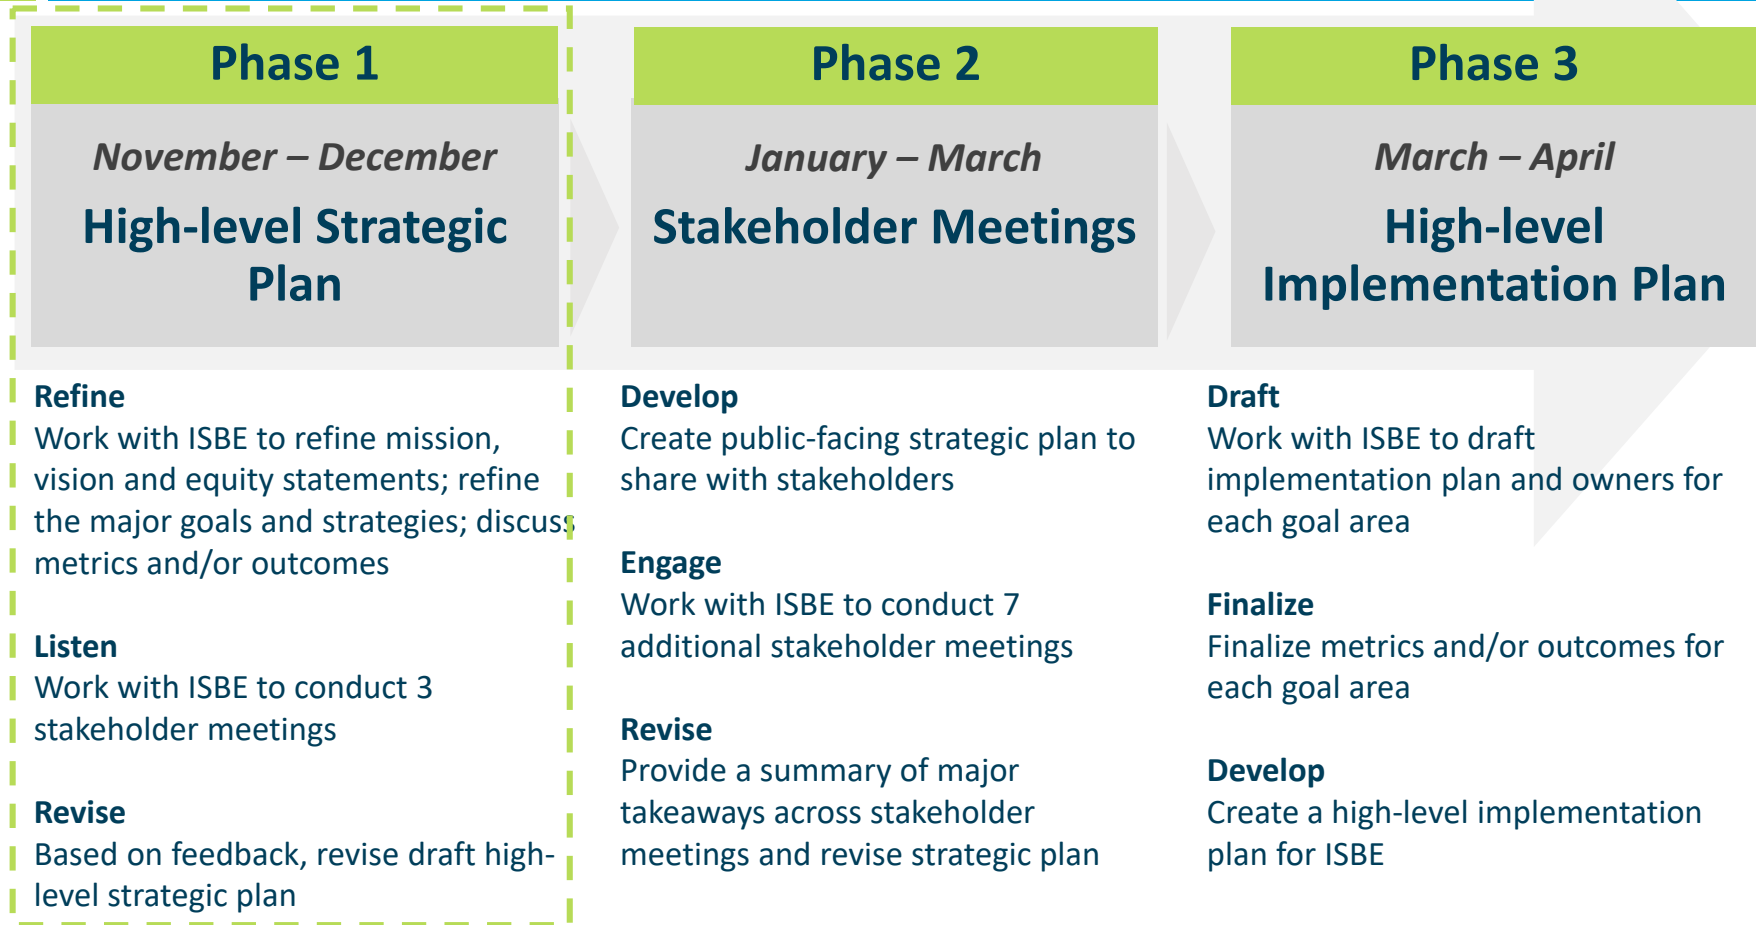 Phase 1
November – December
High-level Strategic
Plan
Refine
Work with ISBE to refine mission,
vision and equity statements; refine
the major goals and strategies; discuss
metrics and/or outcomes
Listen
Work with ISBE to conduct 3
stakeholder meetings
Revise
Based on feedback, revise draft high-
level strategic plan
Phase 2
January – March
Stakeholder Meetings
Develop
Create public-facing strategic plan to
share with stakeholders
Engage
Work with ISBE to conduct 7
additional stakeholder meetings
Revise
Provide a summary of major
takeaways across stakeholder
meetings and revise strategic plan
Phase 3
March – April
High-level
Implementation Plan
Draft
Work with ISBE to draft
implementation plan and owners for
each goal area
Finalize
Finalize metrics and/or outcomes for
each goal area
Develop
Create a high-level implementation
plan for ISBE